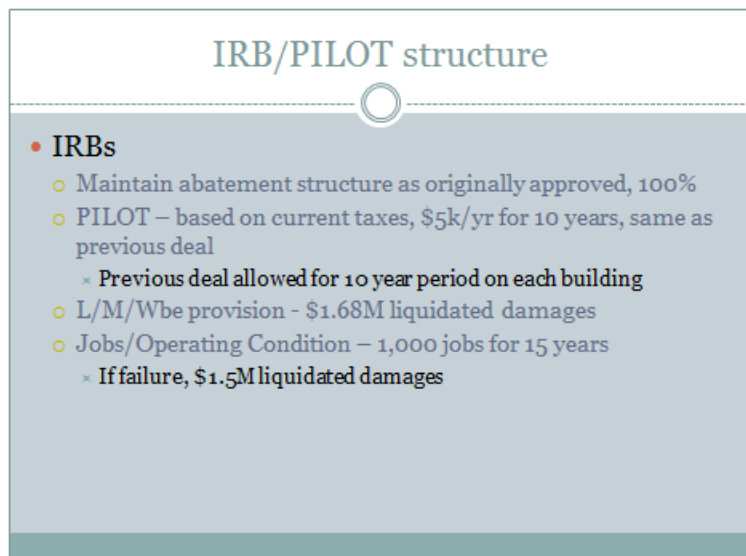 IRB/PILOT structure
• IRBs
○ Maintain abatement structure as originally approved, 100%
○ PILOT – based on current taxes, $5k/yr for 10 years, same as
previous deal
× Previous deal allowed for 10 year period on each building
○ L/M/Wbe provision - $1.68M liquidated damages
○ Jobs/Operating Condition – 1,000 jobs for 15 years
× If failure, $1.5M liquidated damages